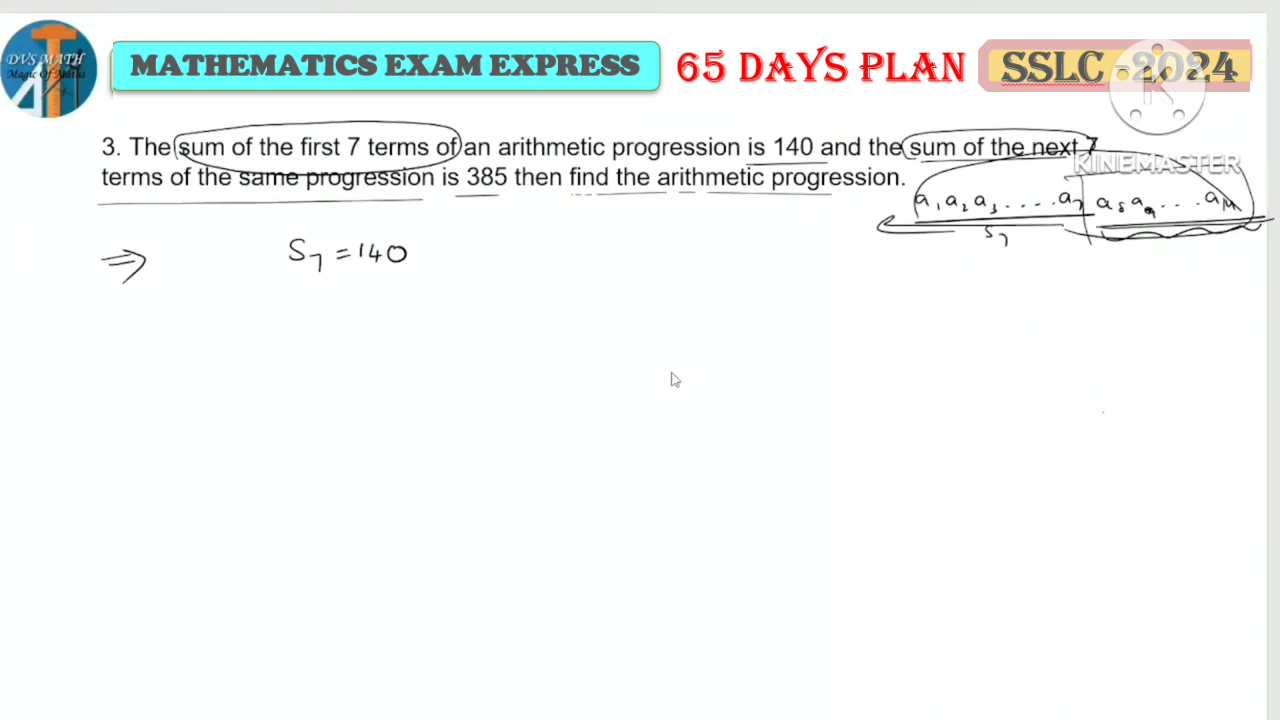 DVS MATH
Magic Of Maths
MATHEMATICS EXAM EXPRESS
65 DAYS PLAN
SSLC -2024
3. The sum of the first 7 terms of an arithmetic progression is 140 and the sum of the next 7
KINEMASTER
terms of the same progression is 385 then find the arithmetic progression.
a₁ a₂ a₃ .... a₇ a₈ a₉ ... a₁₄
S₇
⇒ S₇ = 140